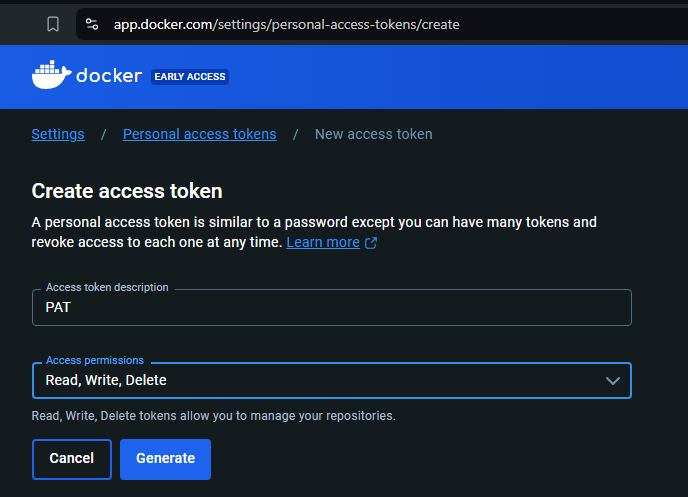 app.docker.com/settings/personal-access-tokens/create
docker EARLY ACCESS
Settings / Personal access tokens / New access token
Create access token
A personal access token is similar to a password except you can have many tokens and
revoke access to each one at any time. Learn more
Access token description
PAT
Access permissions
Read, Write, Delete
Read, Write, Delete tokens allow you to manage your repositories.
Cancel Generate